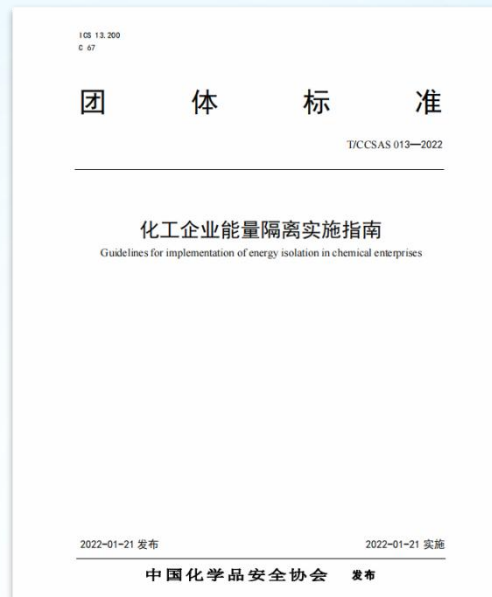 ICS 13.200
C 67
团 体 标 准
T/CCSAS 013—2022
化工企业能量隔离实施指南
Guidelines for implementation of energy isolation in chemical enterprises
2022-01-21 发布 2022-01-21 实施
中国化学品安全协会 发布